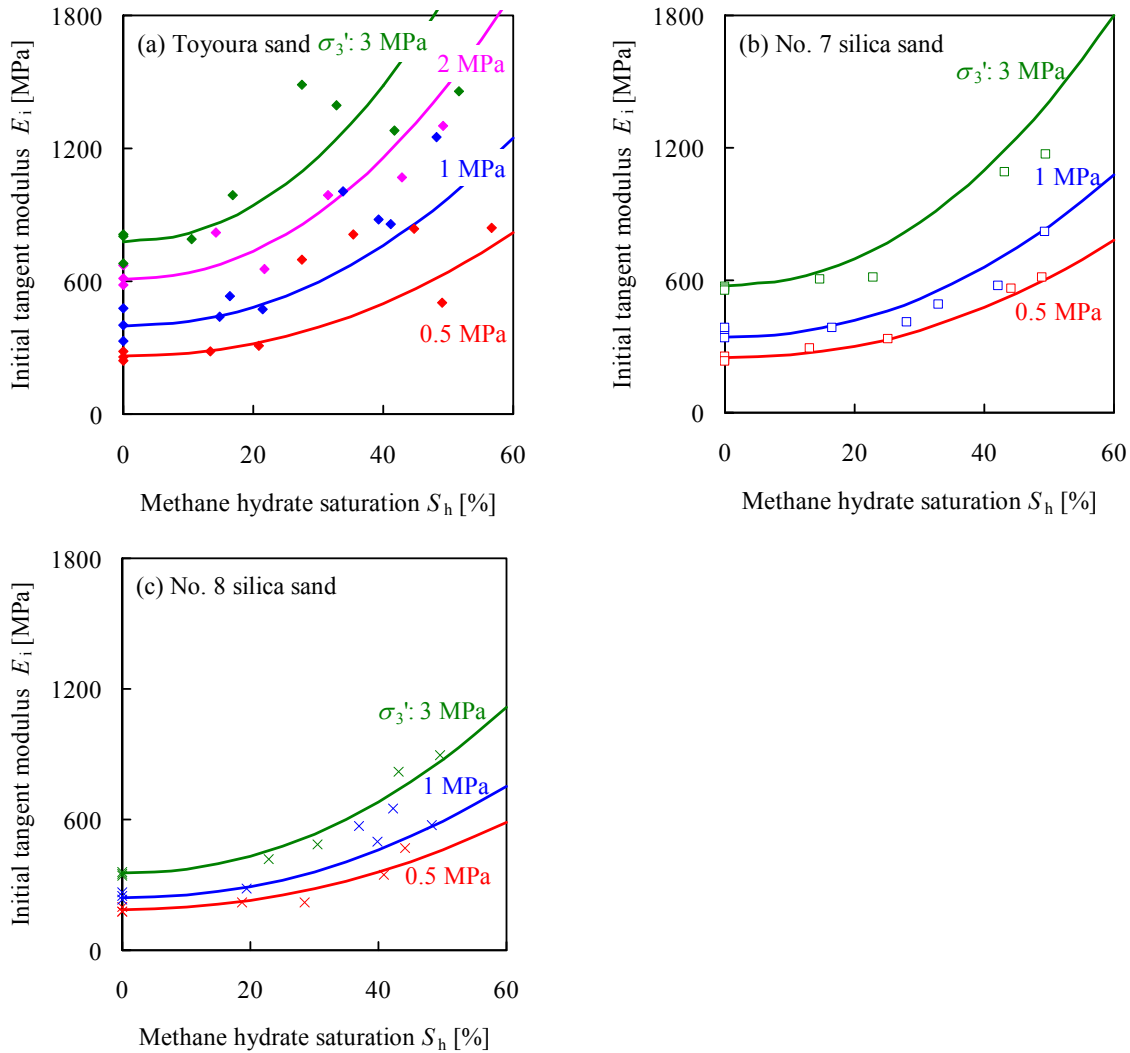 (a) Toyoura sand σ₃': 3 MPa
2 MPa
1 MPa
0.5 MPa
Initial tangent modulus Eᵢ [MPa]
1800
1200
600
0
0 20 40 60
Methane hydrate saturation Sₕ [%]
(b) No. 7 silica sand
σ₃': 3 MPa
1 MPa
0.5 MPa
Initial tangent modulus Eᵢ [MPa]
1800
1200
600
0
0 20 40 60
Methane hydrate saturation Sₕ [%]
(c) No. 8 silica sand
σ₃': 3 MPa
1 MPa
0.5 MPa
Initial tangent modulus Eᵢ [MPa]
1800
1200
600
0
0 20 40 60
Methane hydrate saturation Sₕ [%]